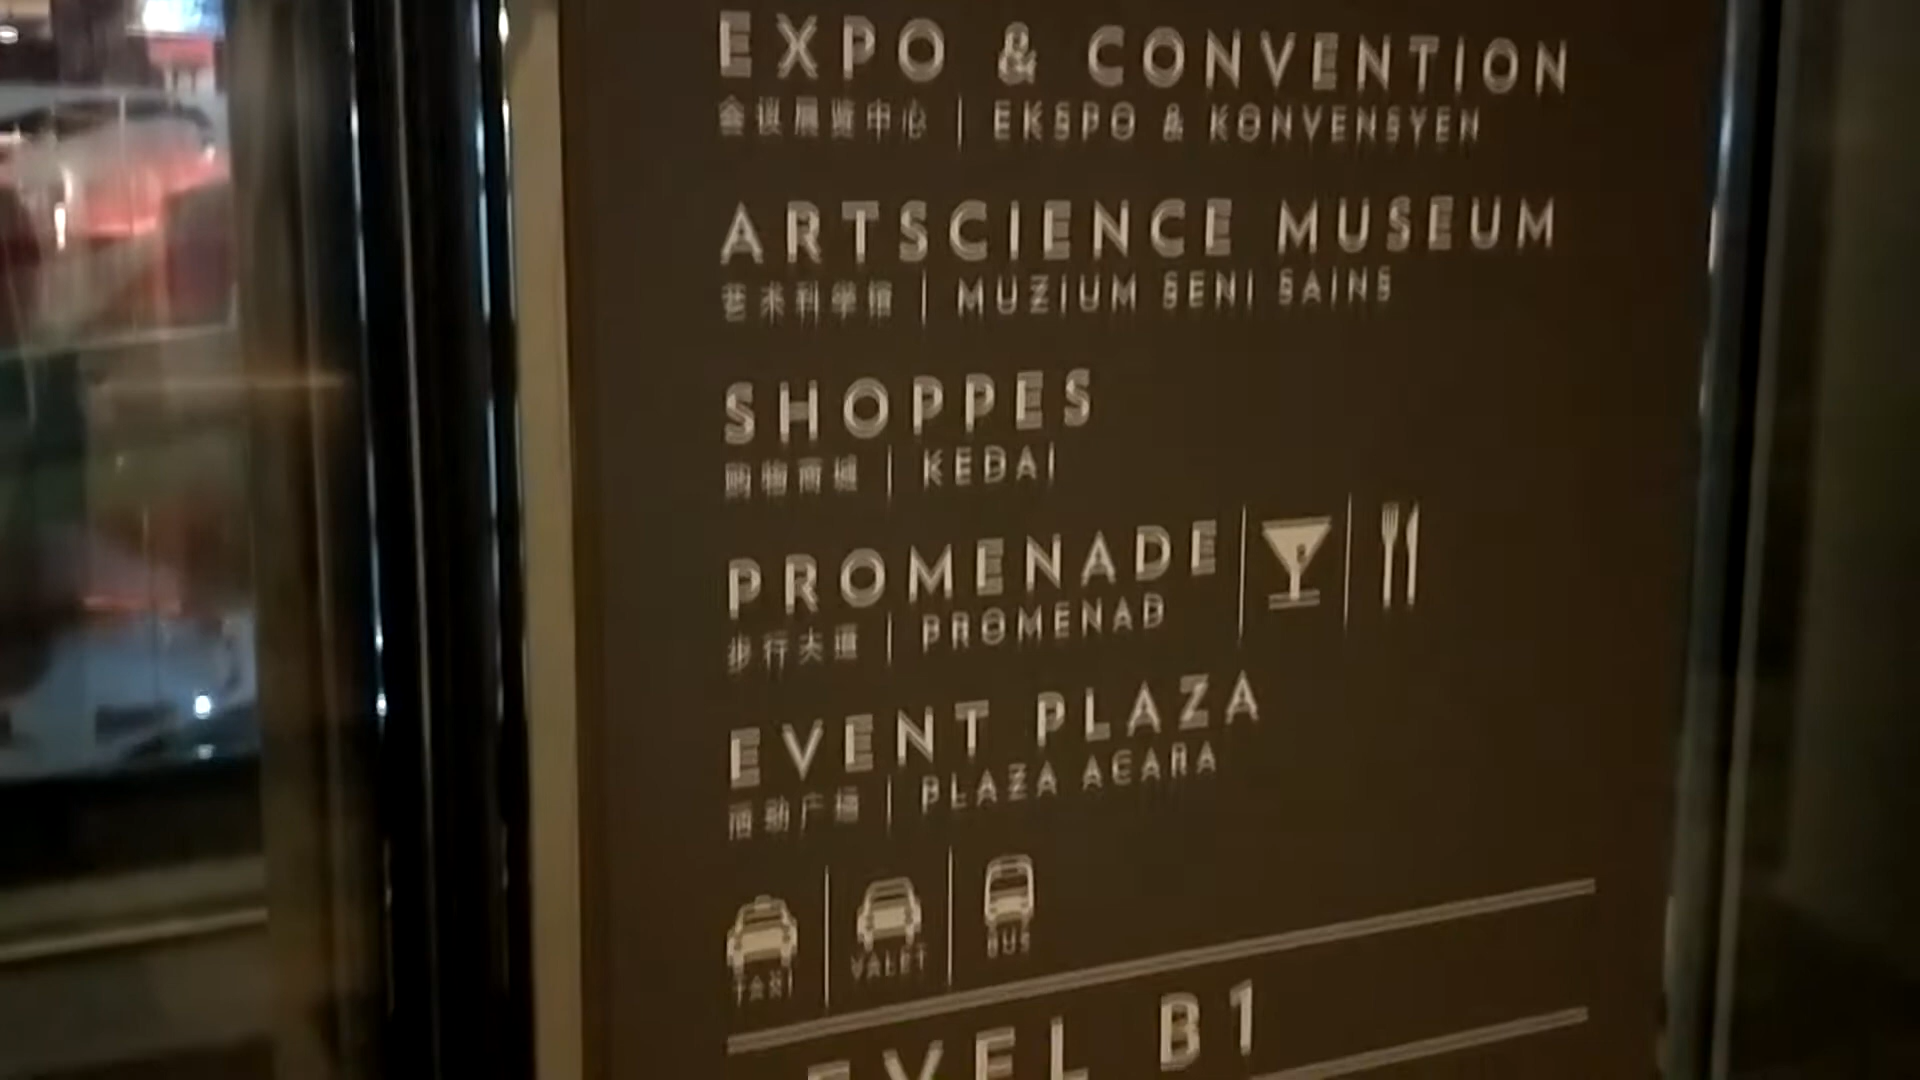 EXPO & CONVENTION
会议展览中心 | EKSPO & KONVENSYEN
ARTSCIENCE MUSEUM
艺术科学馆 | MUZIUM SENI SAINS
SHOPPES
购物商城 | KEDAI
PROMENADE
步行大道 | PROMENAD
EVENT PLAZA
活动广场 | PLAZA ACARA
TAXI VALET BUS
LEVEL B1